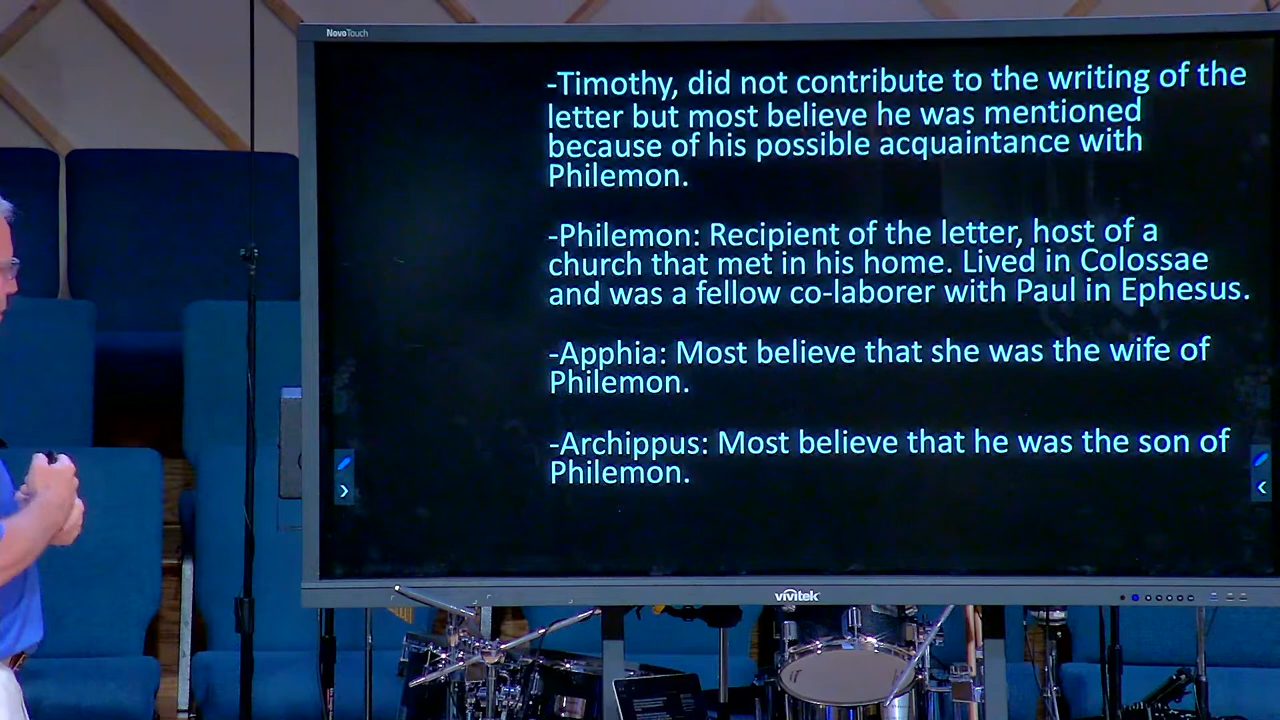 NovoTouch
-Timothy, did not contribute to the writing of the
letter but most believe he was mentioned
because of his possible acquaintance with
Philemon.
-Philemon: Recipient of the letter, host of a
church that met in his home. Lived in Colossae
and was a fellow co-laborer with Paul in Ephesus.
-Apphia: Most believe that she was the wife of
Philemon.
-Archippus: Most believe that he was the son of
Philemon.
vivitek